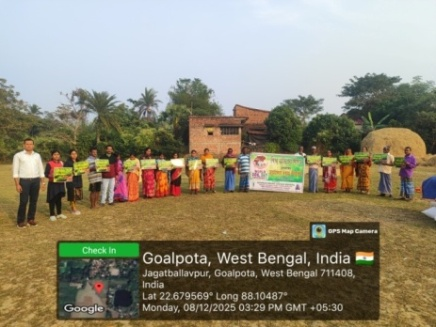 GPS Map Camera
Check In
Goalpota, West Bengal, India
Jagatballavpur, Goalpota, West Bengal 711408,
India
Lat 22.679569° Long 88.10487°
Monday, 08/12/2025 03:29 PM GMT +05:30
Google